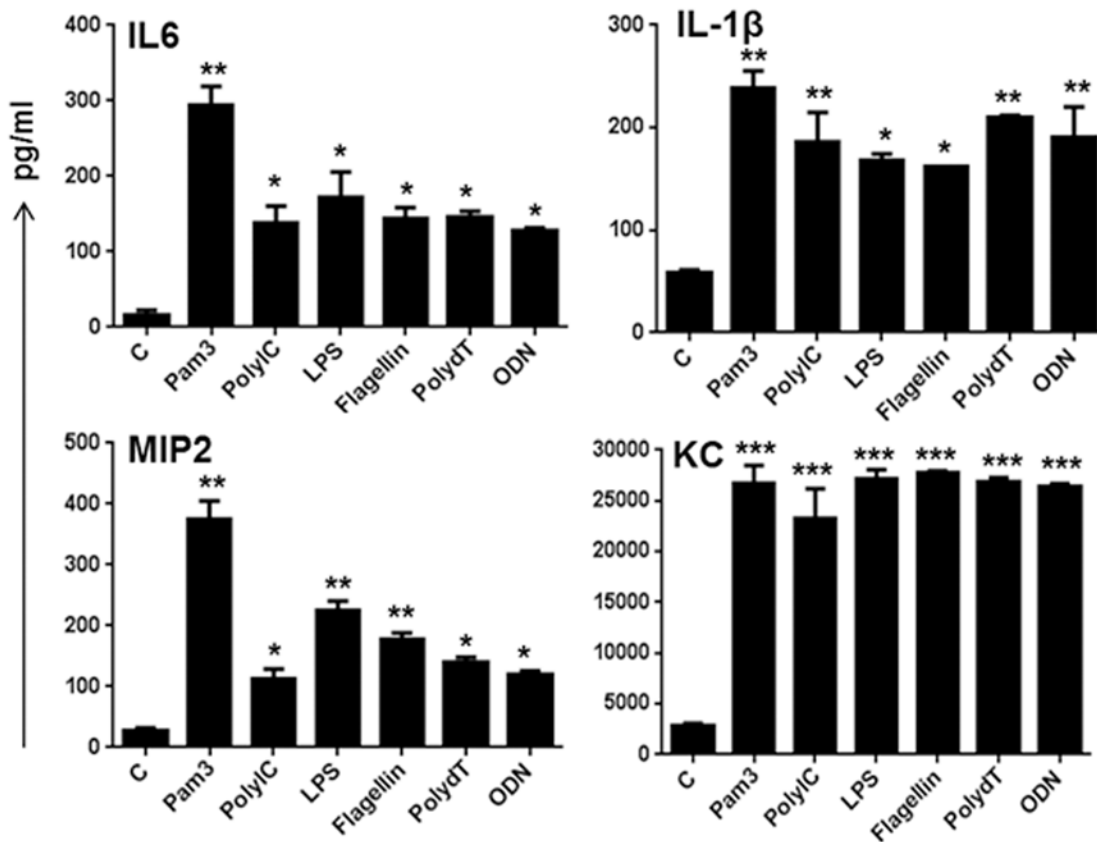 pg/ml
IL6
400
300
200
100
0
** * * * * *
C Pam3 PolyIC LPS Flagellin PolydT ODN
IL-1β
300
200
100
0
** ** * * ** **
C Pam3 PolyIC LPS Flagellin PolydT ODN
MIP2
500
400
300
200
100
0
** * ** ** * *
C Pam3 PolyIC LPS Flagellin PolydT ODN
KC
30000
25000
20000
15000
10000
5000
0
*** *** *** *** *** ***
C Pam3 PolyIC LPS Flagellin PolydT ODN